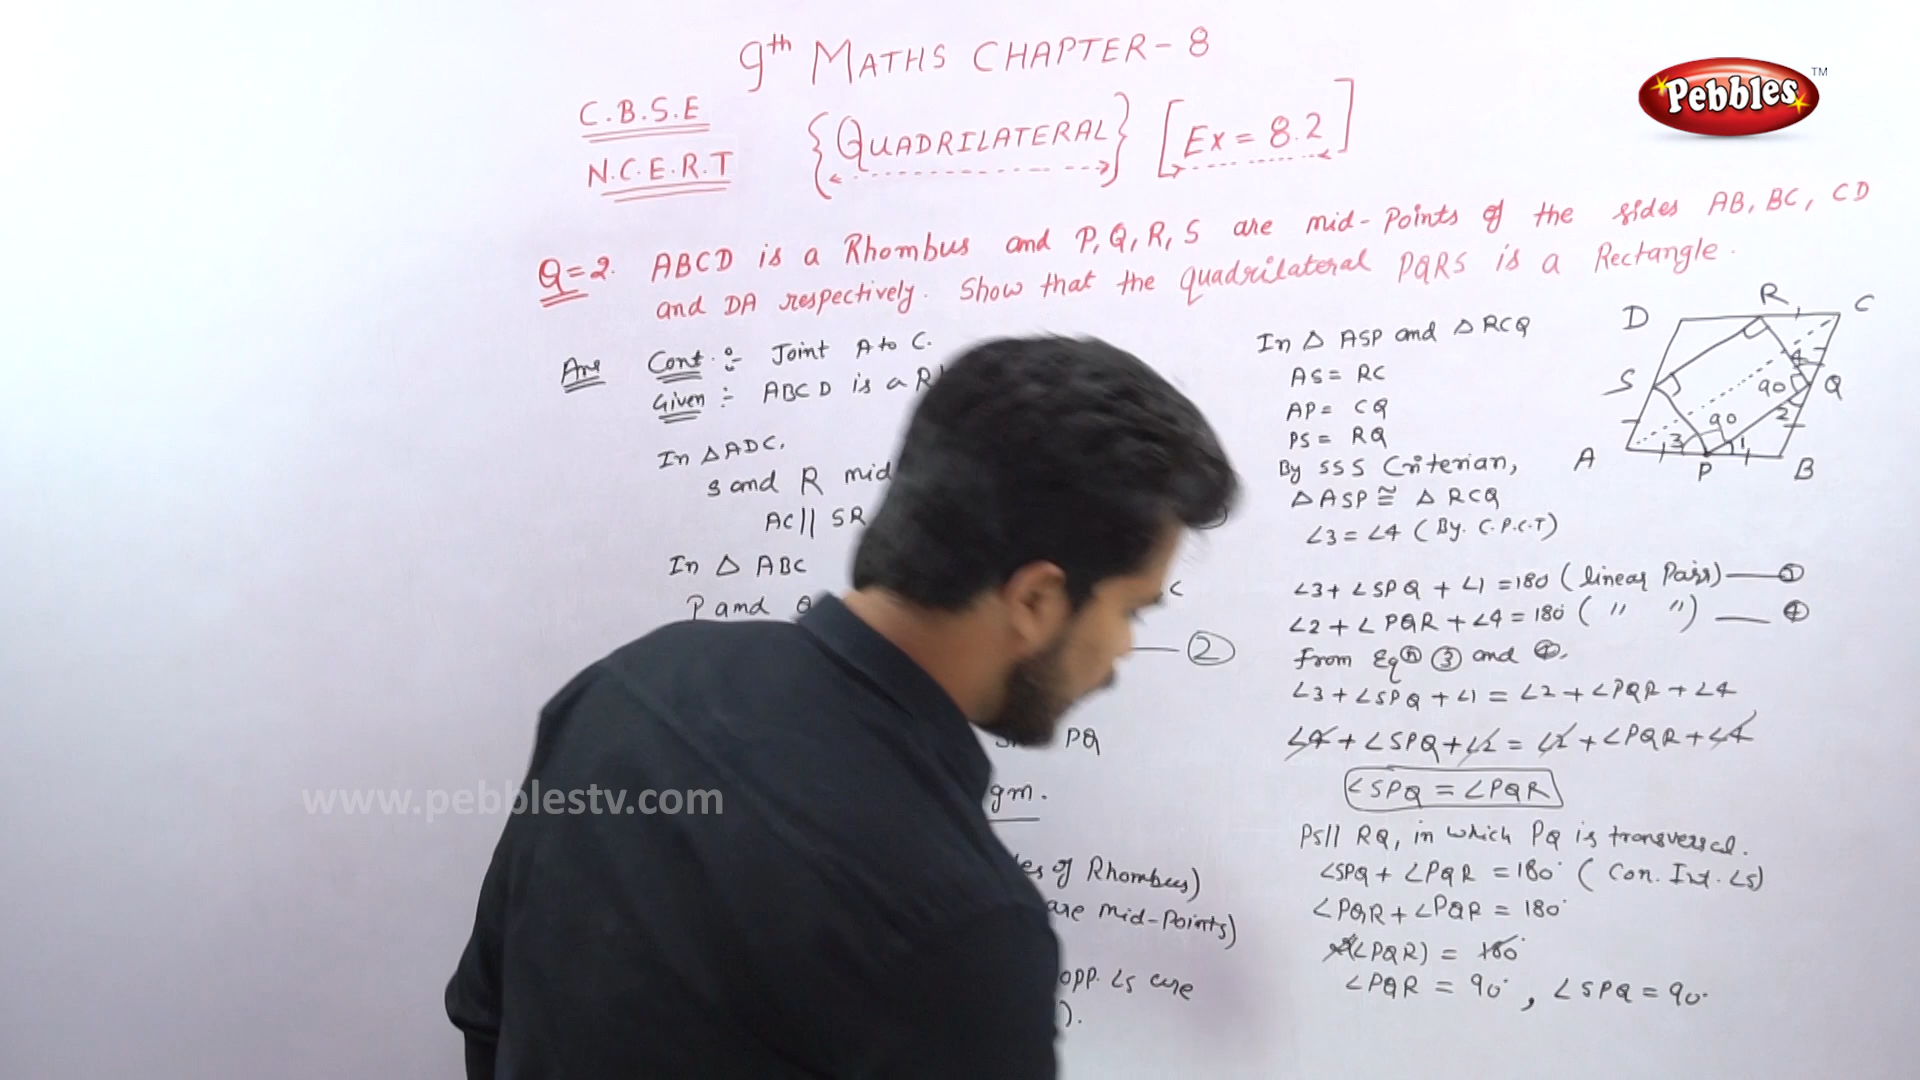 9th MATHS CHAPTER-8
C.B.S.E
N.C.E.R.T
{QUADRILATERAL} [Ex = 8.2]
Pebbles TM
Q=2. ABCD is a Rhombus and P, Q, R, S are mid-Points of the sides AB, BC, CD
and DA respectively. Show that the quadrilateral PQRS is a Rectangle.
Ans Cont :- Joint A to C.
Given :- ABCD is a
In △ADC,
S and R mid
AC || SR
In △ ABC
P and
C
2
PQ
gm.
of Rhombus)
are mid-Points)
opp. ∠s are
).
In △ ASP and △ RCQ
AS = RC
AP = CQ
PS = RQ
By SSS Criterian,
△ ASP ≅ △ RCQ
∠3 = ∠4 (By. C.P.C.T)
∠3 + ∠SPQ + ∠1 = 180 (linear Pair) — ③
∠2 + ∠PQR + ∠4 = 180° ( " " ) — ④
from Eqn ③ and ④.
∠3 + ∠SPQ + ∠1 = ∠2 + ∠PQR + ∠4
∠4 + ∠SPQ + ∠2 = ∠2 + ∠PQR + ∠4
∠SPQ = ∠PQR
PS || RQ, in which PQ is transversal.
∠SPQ + ∠PQR = 180° (Con. Int. ∠s)
∠PQR + ∠PQR = 180°
2(∠PQR) = 180°
∠PQR = 90°, ∠SPQ = 90°
D R C
S 4 90 Q
90 2
A 3 P 1 B
www.pebblestv.com